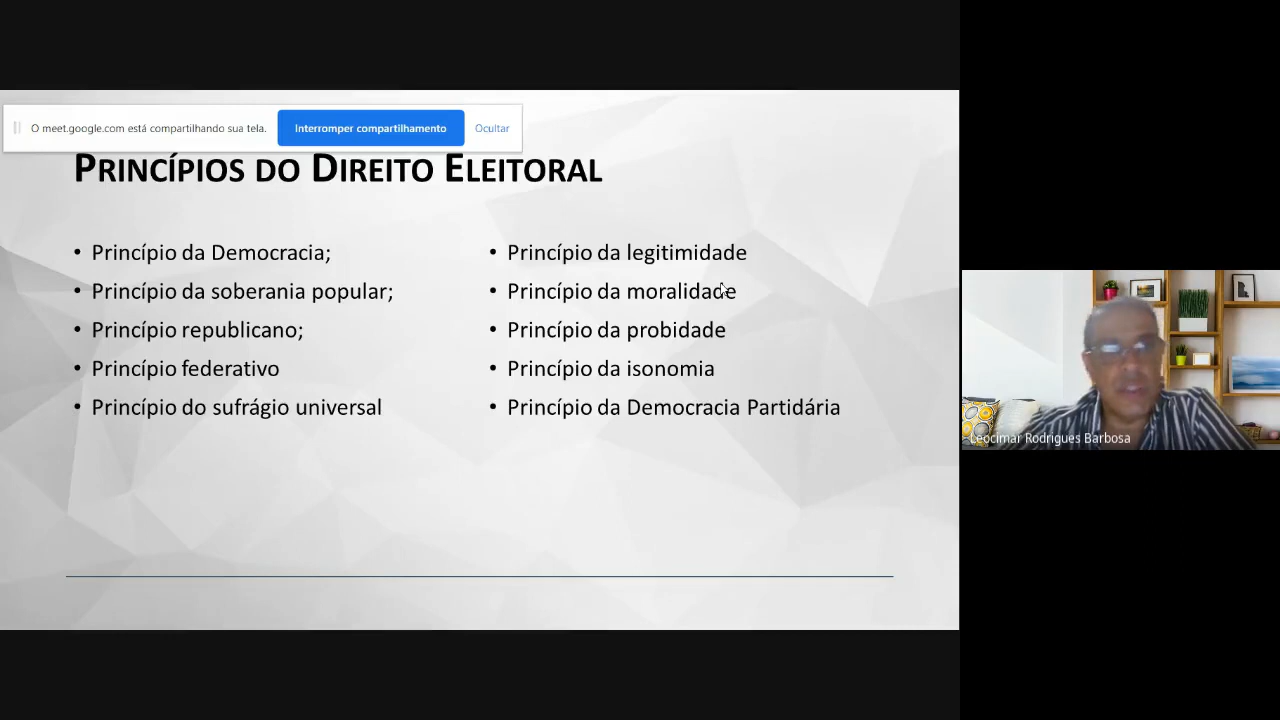 O meet.google.com está compartilhando sua tela. Interromper compartilhamento Ocultar
PRINCÍPIOS DO DIREITO ELEITORAL
• Princípio da Democracia;
• Princípio da soberania popular;
• Princípio republicano;
• Princípio federativo
• Princípio do sufrágio universal
• Princípio da legitimidade
• Princípio da moralidade
• Princípio da probidade
• Princípio da isonomia
• Princípio da Democracia Partidária
Leocimar Rodrigues Barbosa